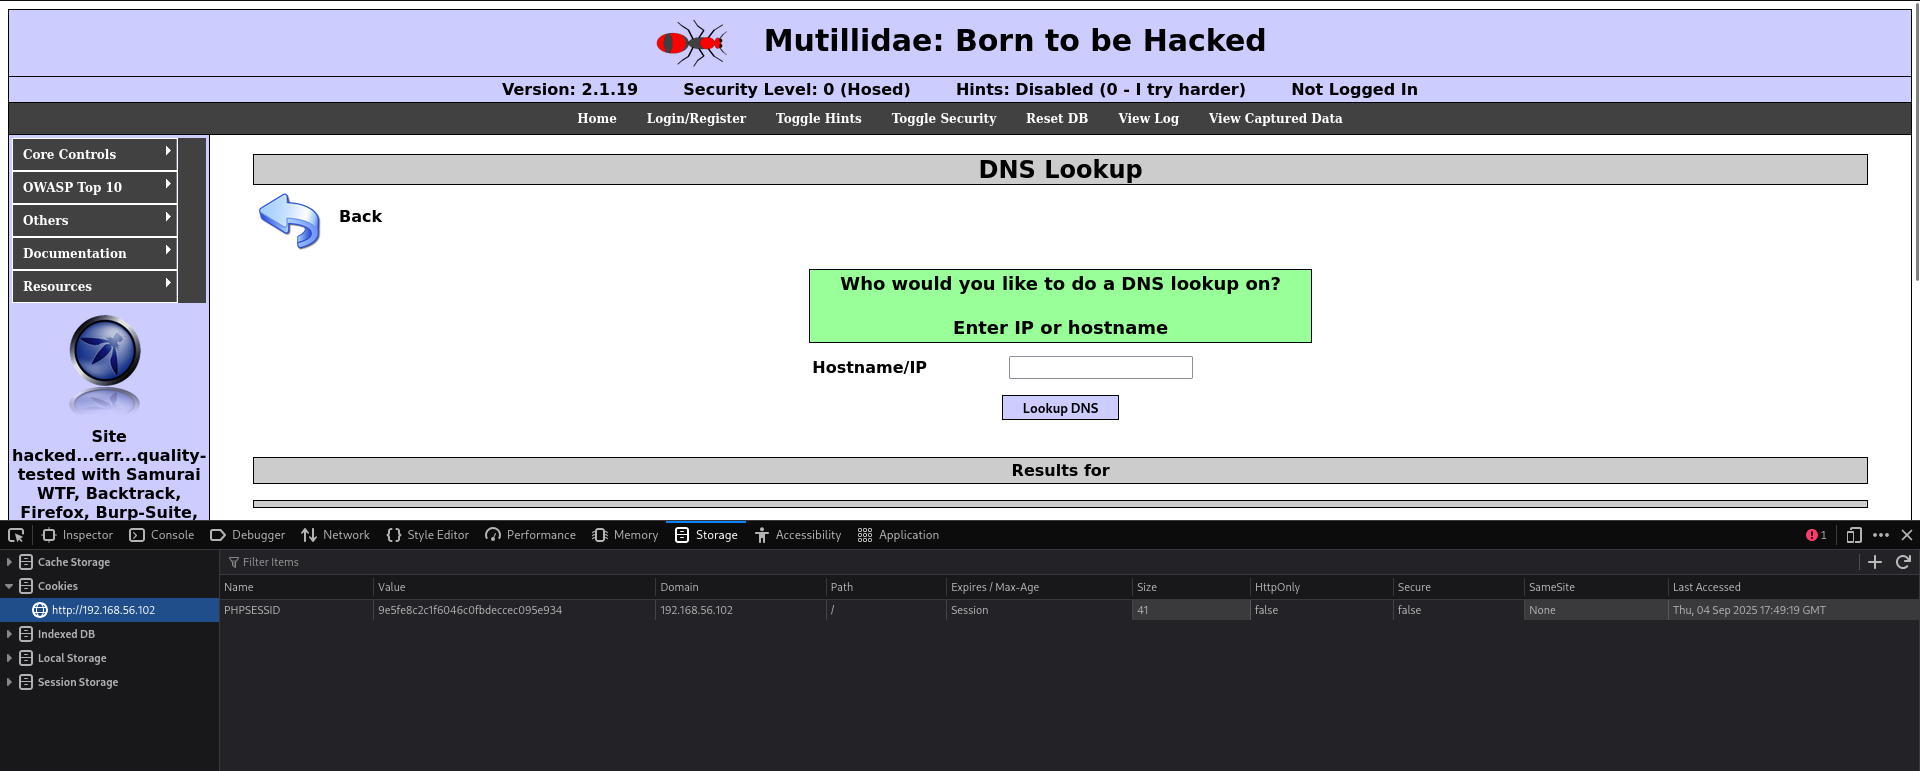 Mutillidae: Born to be Hacked
Version: 2.1.19 Security Level: 0 (Hosed) Hints: Disabled (0 - I try harder) Not Logged In
Home Login/Register Toggle Hints Toggle Security Reset DB View Log View Captured Data
Core Controls
OWASP Top 10
Others
Documentation
Resources
Site
hacked...err...quality-
tested with Samurai
WTF, Backtrack,
Firefox, Burp-Suite,
DNS Lookup
Back
Who would you like to do a DNS lookup on?
Enter IP or hostname
Hostname/IP
Lookup DNS
Results for
Inspector Console Debugger Network Style Editor Performance Memory Storage Accessibility Application 1
Cache Storage
Cookies
http://192.168.56.102
Indexed DB
Local Storage
Session Storage
Filter Items
Name Value Domain Path Expires / Max-Age Size HttpOnly Secure SameSite Last Accessed
PHPSESSID 9e5fe8c2c1f6046c0fbdeccec095e934 192.168.56.102 / Session 41 false false None Thu, 04 Sep 2025 17:49:19 GMT